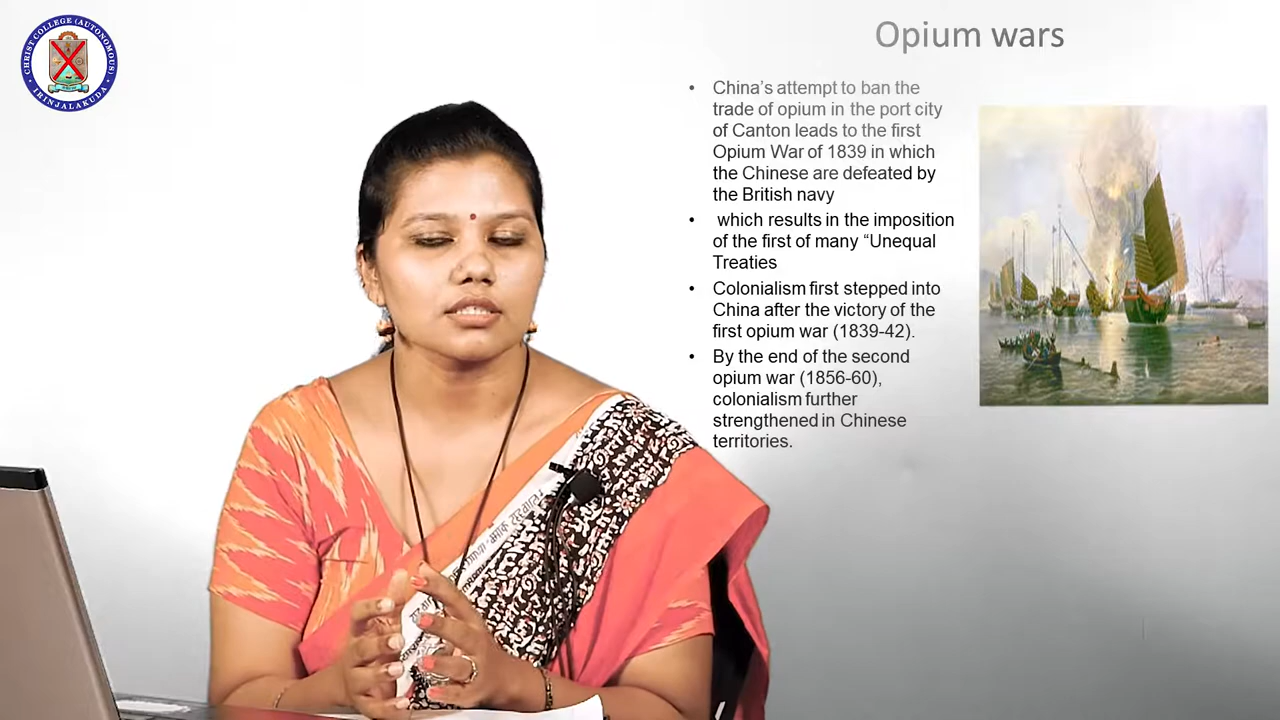 CHRIST COLLEGE (AUTONOMOUS)
IRINJALAKUDA
Opium wars
• China's attempt to ban the
trade of opium in the port city
of Canton leads to the first
Opium War of 1839 in which
the Chinese are defeated by
the British navy
• which results in the imposition
of the first of many “Unequal
Treaties
• Colonialism first stepped into
China after the victory of the
first opium war (1839-42).
• By the end of the second
opium war (1856-60),
colonialism further
strengthened in Chinese
territories.